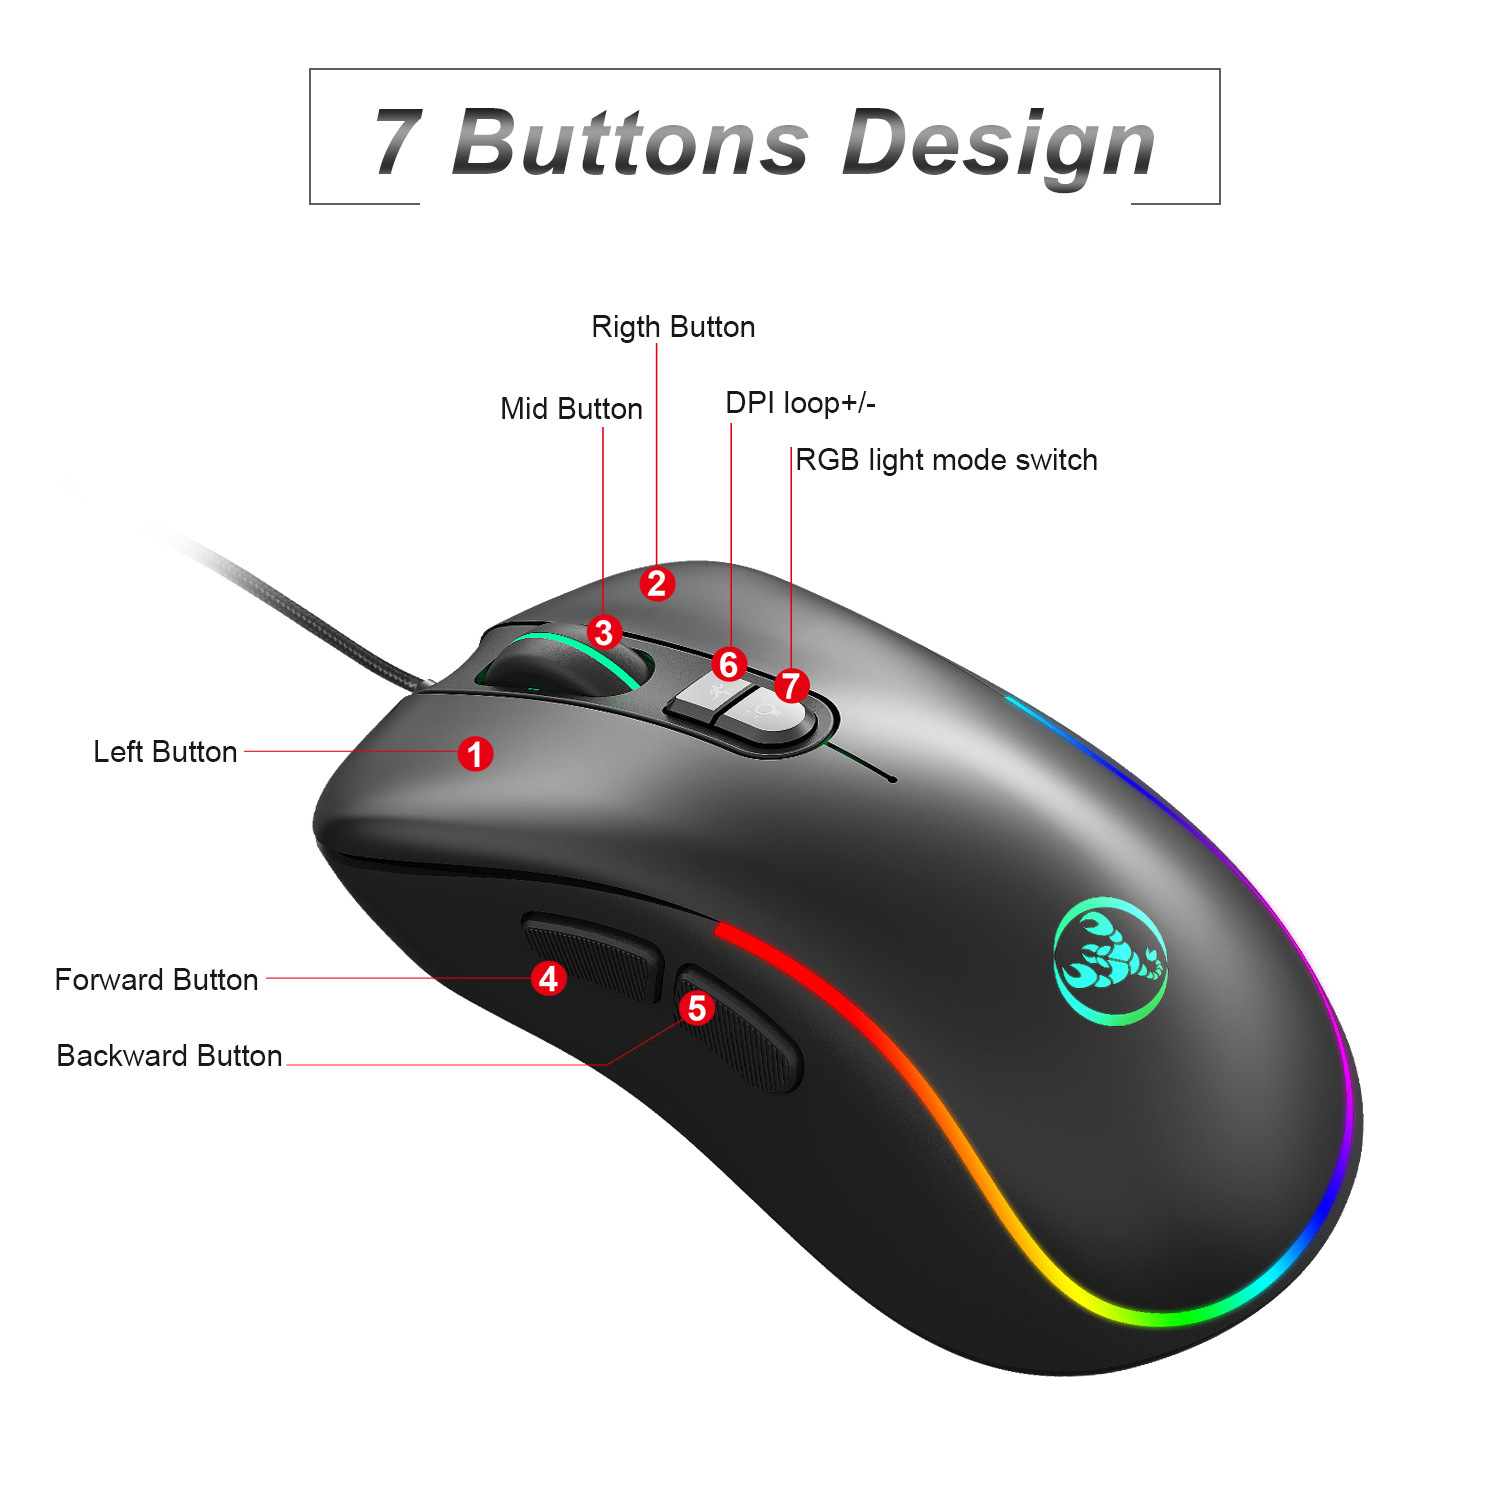 7 Buttons Design
Rigth Button
Mid Button
DPI loop+/-
RGB light mode switch
2
3
6
7
Left Button
1
Forward Button
4
5
Backward Button